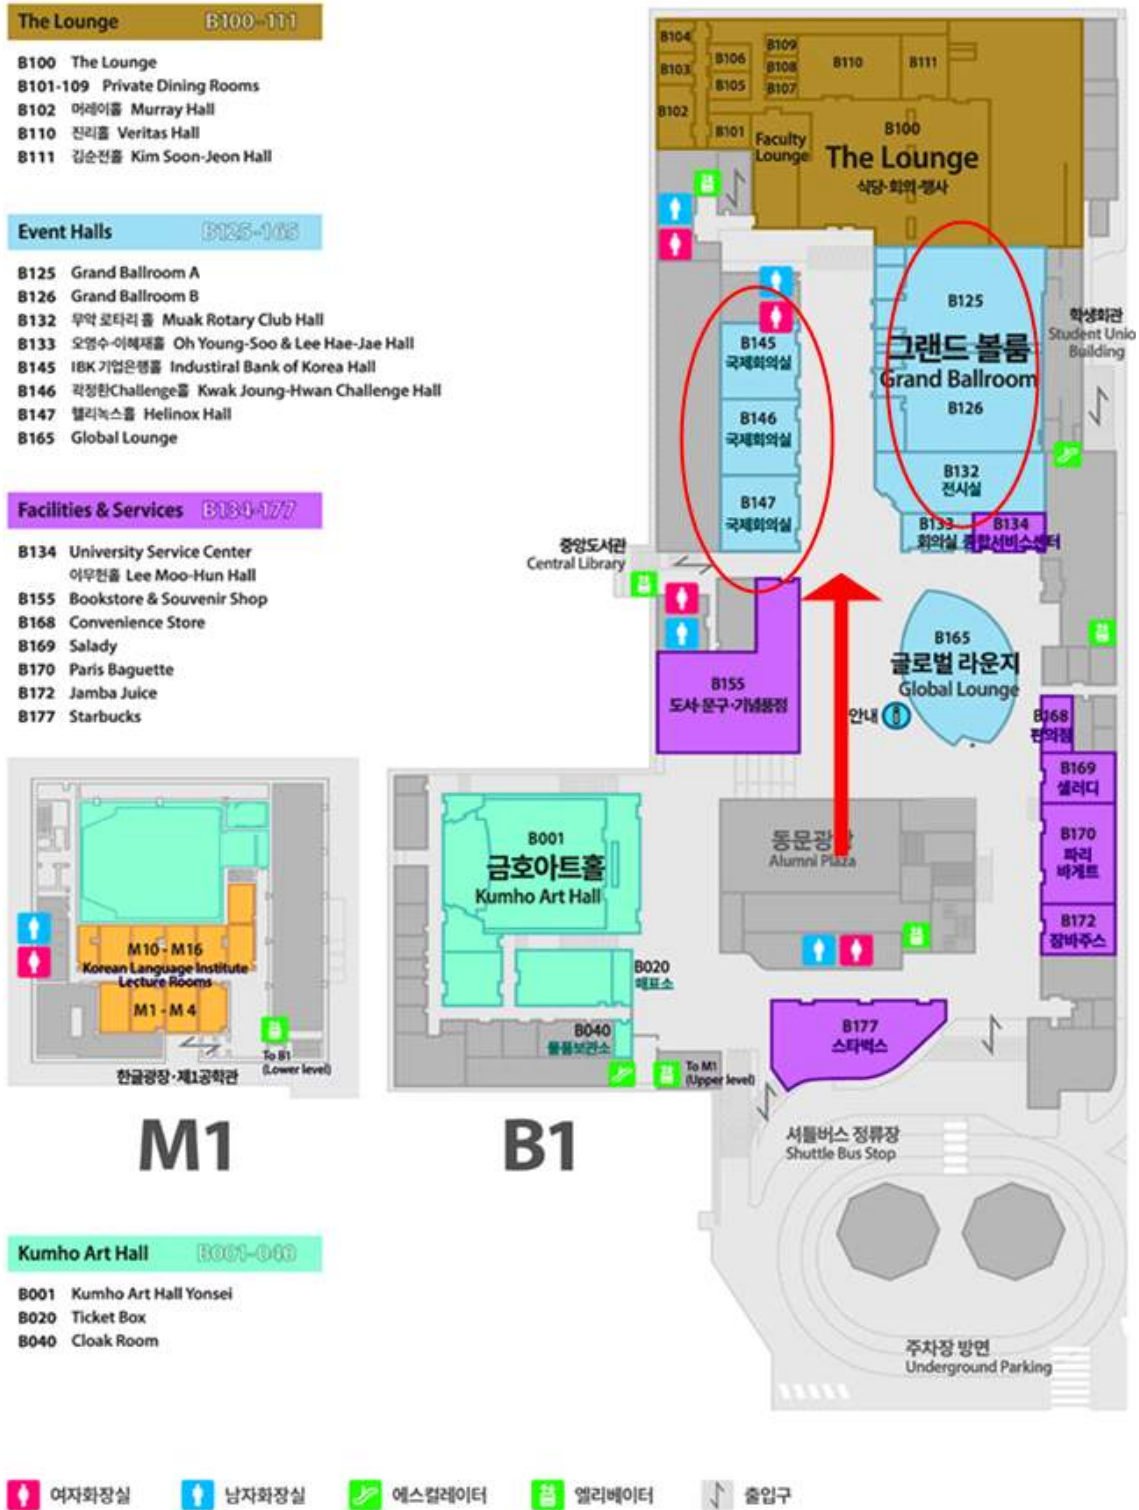 The Lounge B100-111
B100 The Lounge
B101-109 Private Dining Rooms
B102 머레이홀 Murray Hall
B110 진리홀 Veritas Hall
B111 김순전홀 Kim Soon-Jeon Hall
Event Halls B125-165
B125 Grand Ballroom A
B126 Grand Ballroom B
B132 무악 로타리 홀 Muak Rotary Club Hall
B133 오영수·이혜재홀 Oh Young-Soo & Lee Hae-Jae Hall
B145 IBK 기업은행홀 Industiral Bank of Korea Hall
B146 곽정환Challenge홀 Kwak Joung-Hwan Challenge Hall
B147 헬리녹스홀 Helinox Hall
B165 Global Lounge
Facilities & Services B134-177
B134 University Service Center
이무헌홀 Lee Moo-Hun Hall
B155 Bookstore & Souvenir Shop
B168 Convenience Store
B169 Salady
B170 Paris Baguette
B172 Jamba Juice
B177 Starbucks
M10 - M16
Korean Language Institute
Lecture Rooms
M1 - M 4
To B1
(Lower level)
한글광장·제1공학관
M1
Kumho Art Hall B001-040
B001 Kumho Art Hall Yonsei
B020 Ticket Box
B040 Cloak Room
B104
B103
B102
B106
B105
B101
B109
B108
B107
B110
B111
Faculty
Lounge
B100
The Lounge
식당·회의·행사
B125
그랜드 볼룸
Grand Ballroom
B126
학생회관
Student Unio
Building
B145
국제회의실
B146
국제회의실
B147
국제회의실
B132
전시실
B133
회의실
B134
종합서비스센터
중앙도서관
Central Library
B155
도서·문구·기념품점
B165
글로벌 라운지
Global Lounge
안내
B168
편의점
B169
샐러디
B170
파리
바게트
B172
잠바주스
동문광장
Alumni Plaza
B001
금호아트홀
Kumho Art Hall
B020
매표소
B040
물품보관소
To M1
(Upper level)
B177
스타벅스
B1
셔틀버스 정류장
Shuttle Bus Stop
주차장 방면
Underground Parking
여자화장실 남자화장실 에스컬레이터 엘리베이터 출입구